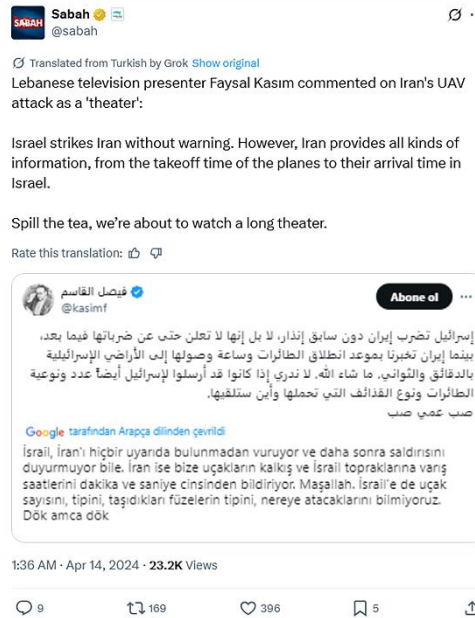 SABAH
Sabah
@sabah
Translated from Turkish by Grok Show original
Lebanese television presenter Faysal Kasım commented on Iran's UAV
attack as a 'theater':
Israel strikes Iran without warning. However, Iran provides all kinds of
information, from the takeoff time of the planes to their arrival time in
Israel.
Spill the tea, we're about to watch a long theater.
Rate this translation:
فيصل القاسم
@kasimf
Abone ol
إسرائيل تضرب إيران دون سابق إنذار، لا بل إنها لا تعلن حتى عن ضرباتها فيما بعد،
بينما إيران تخبرنا بموعد انطلاق الطائرات وساعة وصولها إلى الأراضي الإسرائيلية
بالدقائق والثواني. ما شاء الله. لا ندري إذا كانوا قد أرسلوا لإسرائيل أيضاً عدد ونوعية
الطائرات ونوع القذائف التي تحملها وأين ستلقيها.
صب عمي صب
Google tarafından Arapça dilinden çevrildi
İsrail, İran'ı hiçbir uyarıda bulunmadan vuruyor ve daha sonra saldırısını
duyurmuyor bile. İran ise bize uçakların kalkış ve İsrail topraklarına varış
saatlerini dakika ve saniye cinsinden bildiriyor. Maşallah. İsrail'e de uçak
sayısını, tipini, taşıdıkları füzelerin tipini, nereye atacaklarını bilmiyoruz.
Dök amca dök
1:36 AM · Apr 14, 2024 · 23.2K Views
9 169 396 5